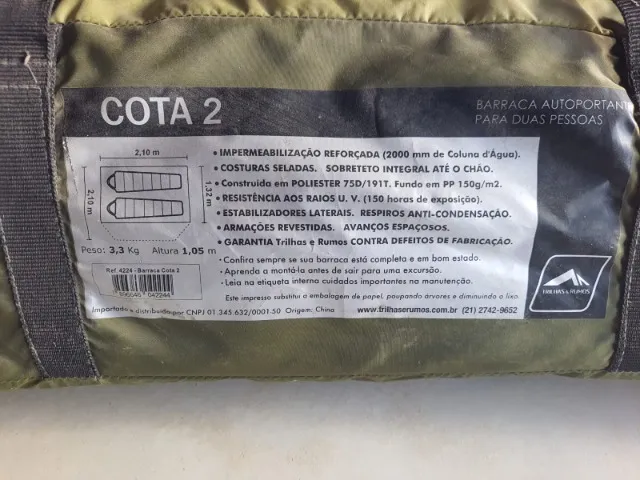 COTA 2
BARRACA AUTOPORTAN
PARA DUAS PESSOAS
2,10 m
2,10 m
1,32 m
Peso: 3,3 Kg Altura 1,05 m
Ref. 4224 - Barraca Cota 2
• IMPERMEABILIZAÇÃO REFORÇADA (2000 mm de Coluna d'Água).
• COSTURAS SELADAS. SOBRETETO INTEGRAL ATÉ O CHÃO.
• Construída em POLIESTER 75D/191T. Fundo em PP 150g/m2.
• RESISTÊNCIA AOS RAIOS U. V. (150 horas de exposição).
• ESTABILIZADORES LATERAIS. RESPIROS ANTI-CONDENSAÇÃO.
• ARMAÇÕES REVESTIDAS. AVANÇOS ESPAÇOSOS.
• GARANTIA Trilhas e Rumos CONTRA DEFEITOS DE FABRICAÇÃO.
- Confira sempre se sua barraca está completa e em bom estado.
- Aprenda a montá-la antes de sair para uma excursão.
- Leia na etiqueta interna cuidados importantes na manutenção.
Este impresso substitui a embalagem de papel, poupando árvores e diminuindo o lixo.
Importado e distribuído por CNPJ 01.345.632/0001-50 Origem: China
www.trilhaserumos.com.br (21) 2742-9652
TRILHAS & RUMOS